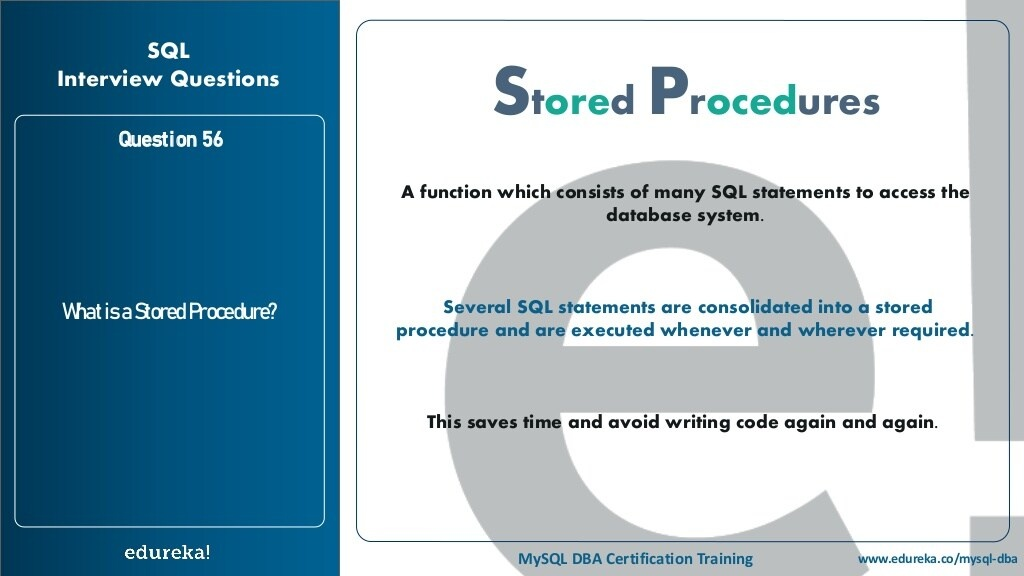 SQL
Interview Questions
Question 56
What is a Stored Procedure?
edureka!
Stored Procedures
A function which consists of many SQL statements to access the
database system.
Several SQL statements are consolidated into a stored
procedure and are executed whenever and wherever required.
This saves time and avoid writing code again and again.
MySQL DBA Certification Training
www.edureka.co/mysql-dba